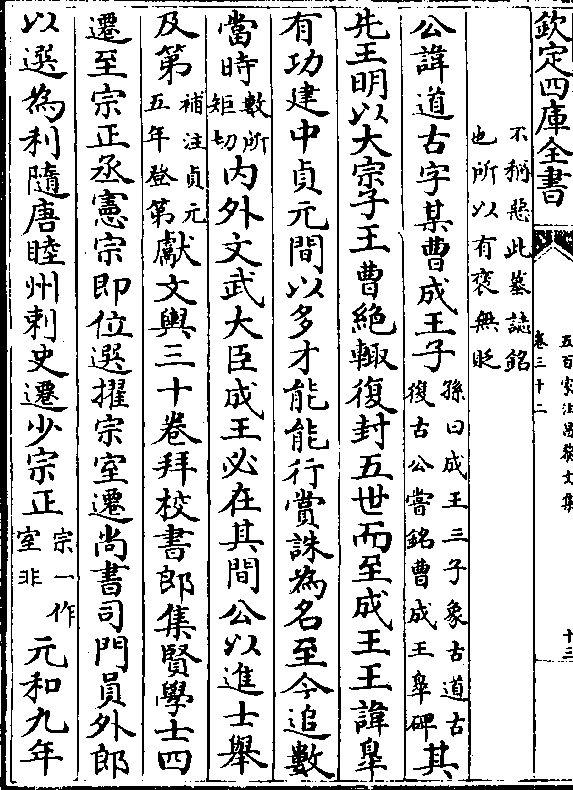 欽定四庫全書
五百家注昌黎文集
卷三十二
十三
不稱惡此墓誌銘
也所以有褒無貶
公諱道古字某曹成王子孫曰成王三子象古道古復古公嘗銘曹成王臯碑其
先王明以大宗子王曹絶輙復封五世而至成王王諱臯
有功建中貞元間以多才能能行賞誅為名至今追數
當時數所矩切内外文武大臣成王必在其間公以進士舉
及第補注貞元五年登第獻文輿三十卷拜校書郎集賢學士四
遷至宗正丞憲宗即位選擢宗室遷尚書司門員外郎
以選為利隨唐睦州刺史遷少宗正宗一作室非元和九年